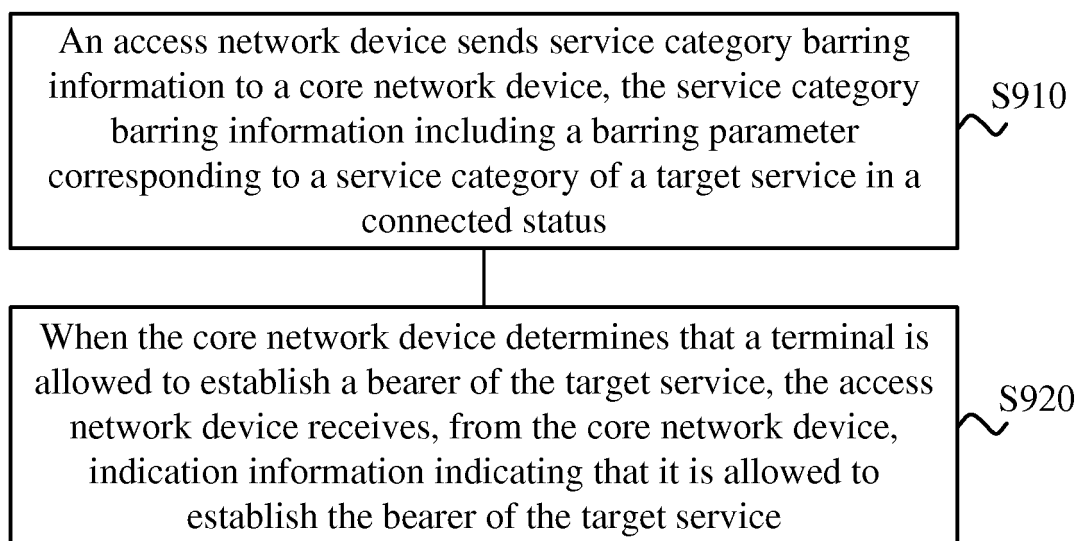 An access network device sends service category barring
information to a core network device, the service category
barring information including a barring parameter
corresponding to a service category of a target service in a
connected status
S910
When the core network device determines that a terminal is
allowed to establish a bearer of the target service, the access
network device receives, from the core network device,
indication information indicating that it is allowed to
establish the bearer of the target service
S920